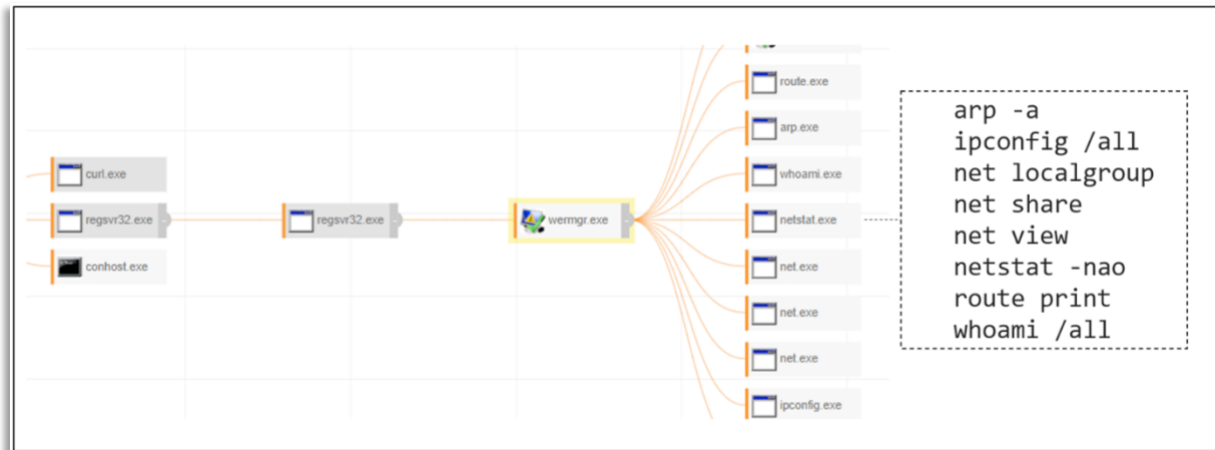 curl.exe
regsvr32.exe
conhost.exe
regsvr32.exe
wermgr.exe
route.exe
arp.exe
whoami.exe
netstat.exe
net.exe
net.exe
net.exe
ipconfig.exe
arp -a
ipconfig /all
net localgroup
net share
net view
netstat -nao
route print
whoami /all